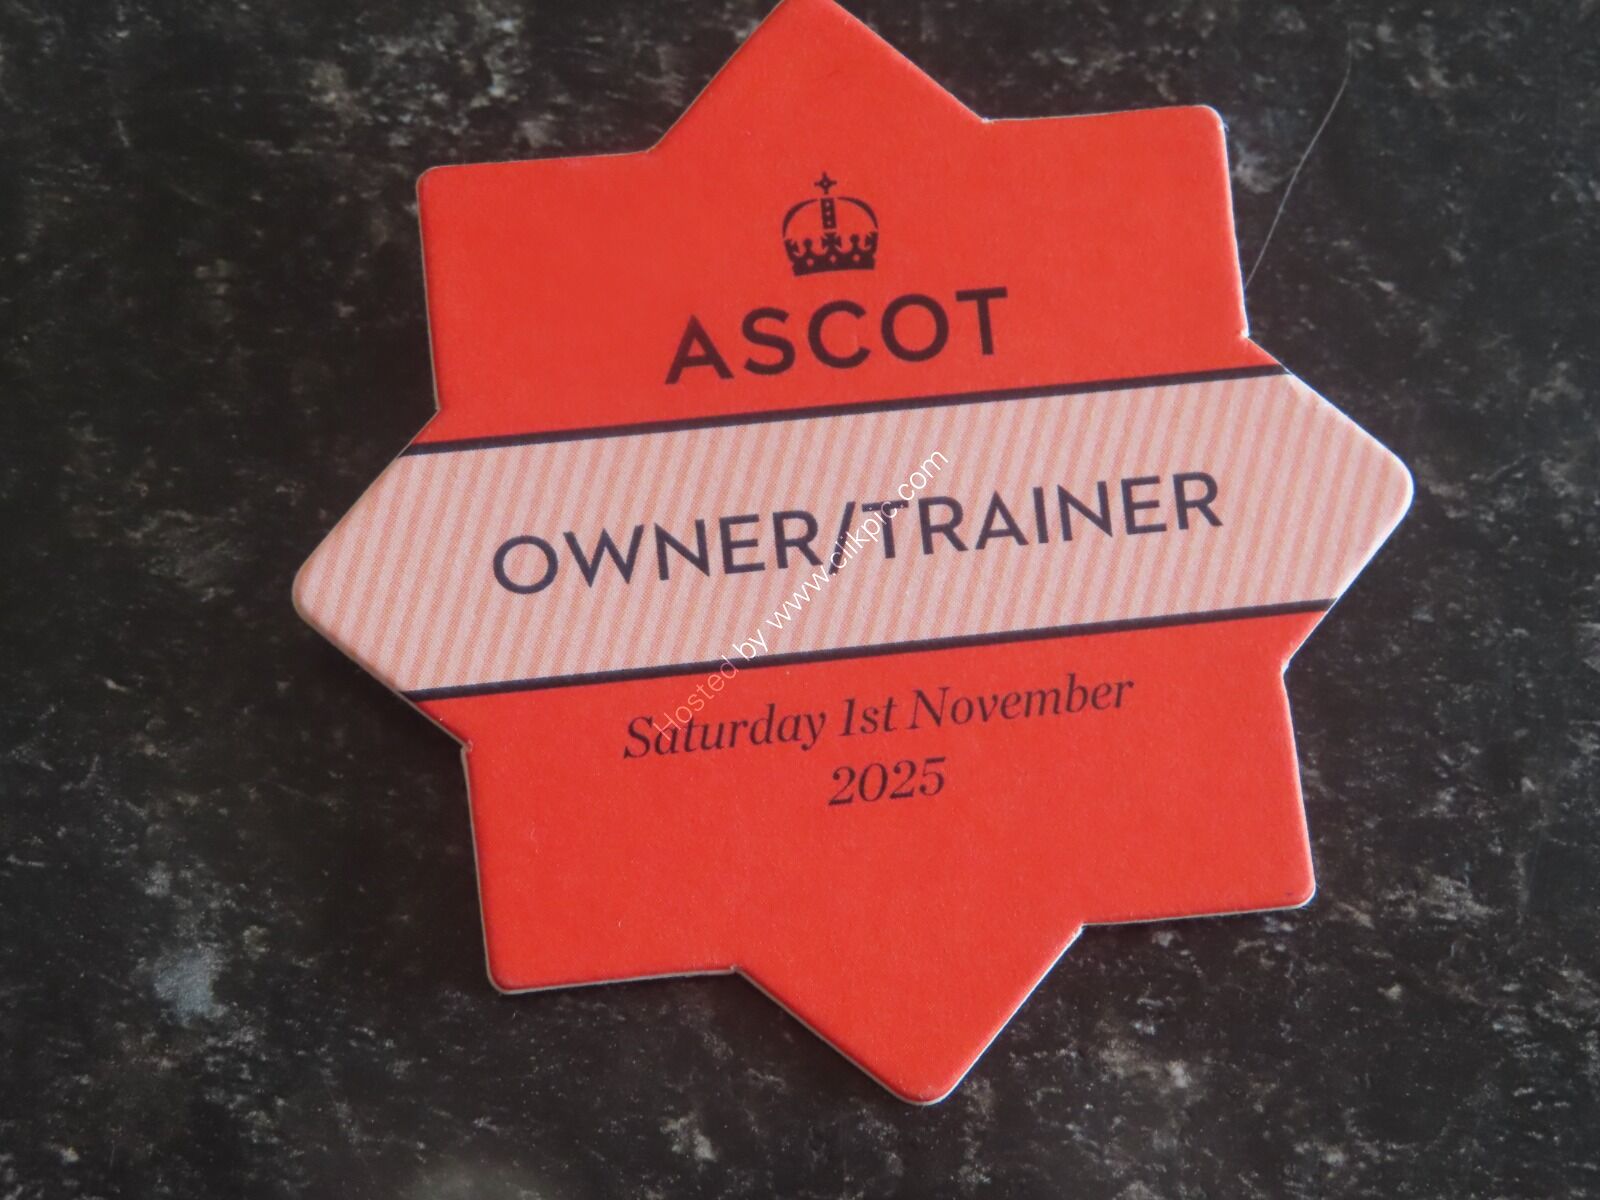 ASCOT
OWNER/TRAINER
Saturday 1st November
2025
Hosted by www.clikpic.com